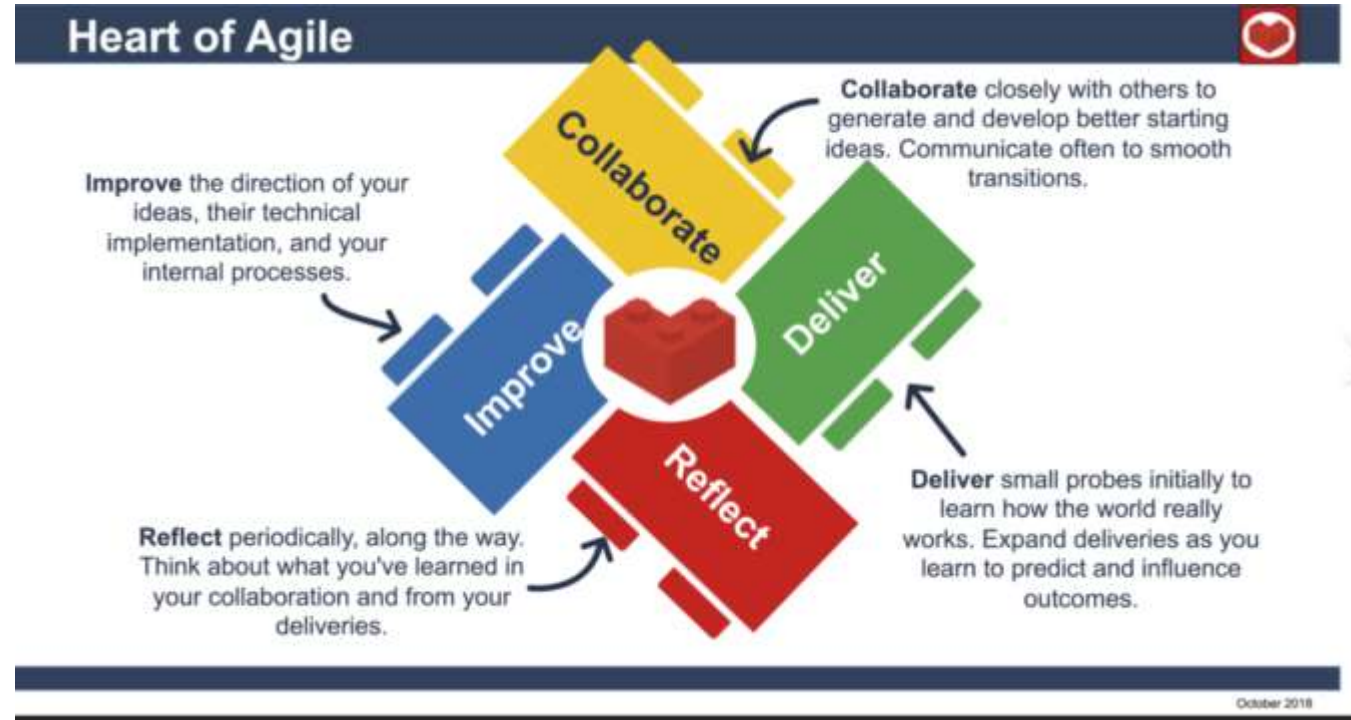 Heart of Agile
Collaborate
Collaborate closely with others to
generate and develop better starting
ideas. Communicate often to smooth
transitions.
Improve the direction of your
ideas, their technical
implementation, and your
internal processes.
Deliver
Improve
Reflect
Deliver small probes initially to
learn how the world really
works. Expand deliveries as you
learn to predict and influence
outcomes.
Reflect periodically, along the way.
Think about what you've learned in
your collaboration and from your
deliveries.
October 2018